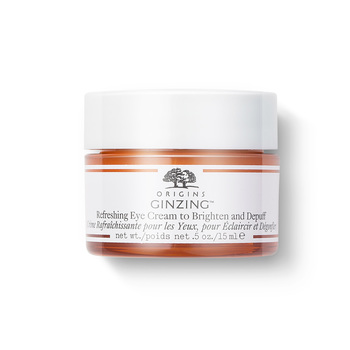 ORIGINS
GINZING™
Refreshing Eye Cream to Brighten and Depuff
Rafraîchissante pour les Yeux, pour Éclaircir et
net wt./poids net .5 oz./15 ml ℮